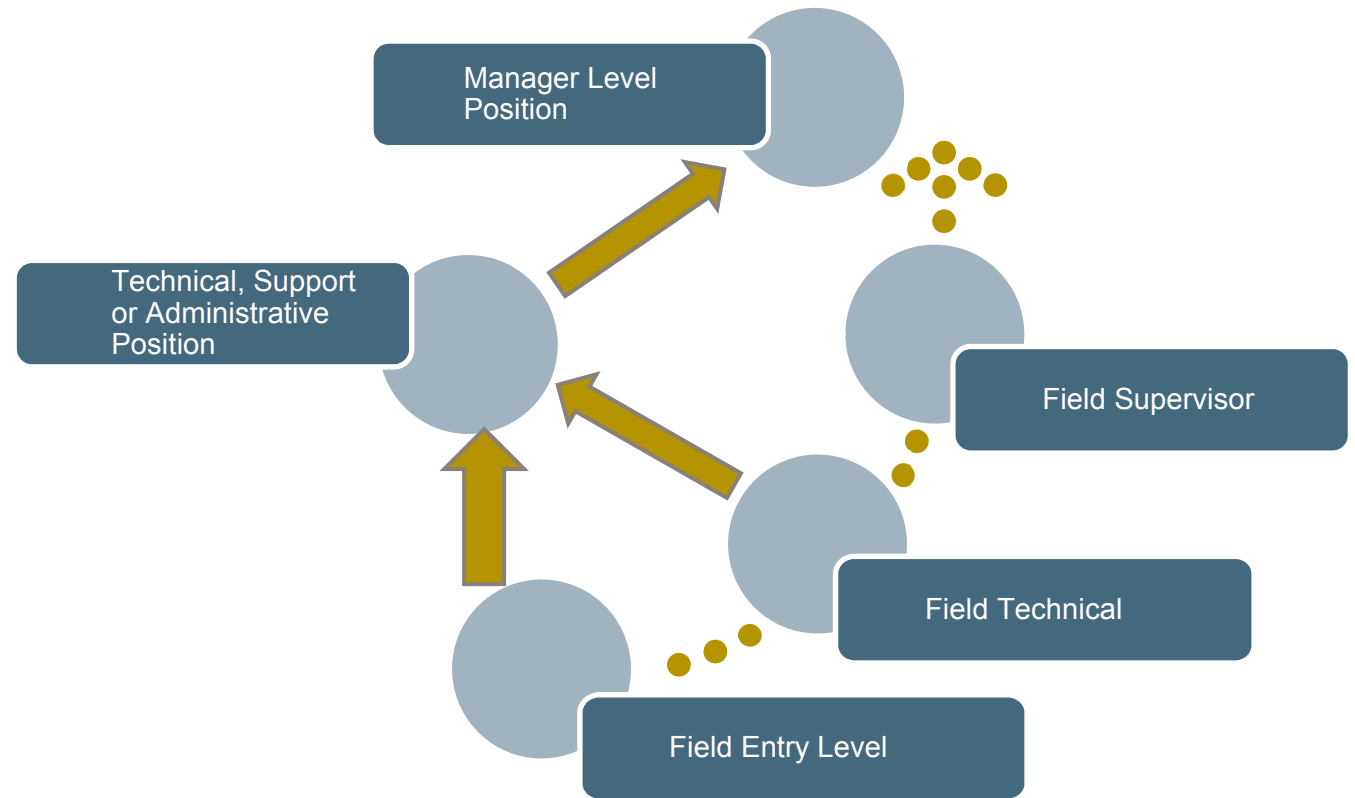 Manager Level
Position
Technical, Support
or Administrative
Position
Field Supervisor
Field Technical
Field Entry Level